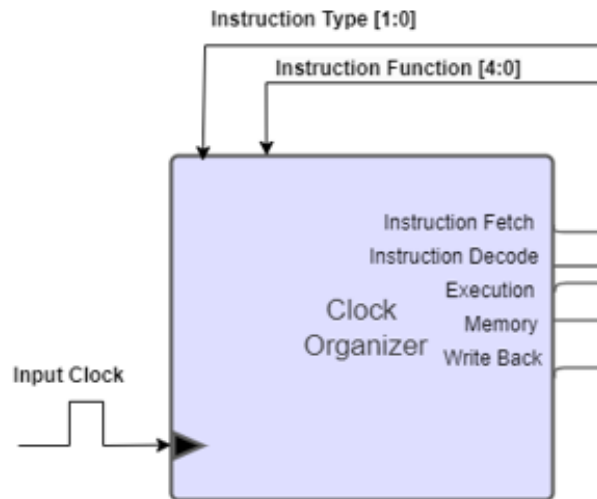 Instruction Type [1:0]
Instruction Function [4:0]
Instruction Fetch
Instruction Decode
Execution
Clock
Organizer
Memory
Write Back
Input Clock